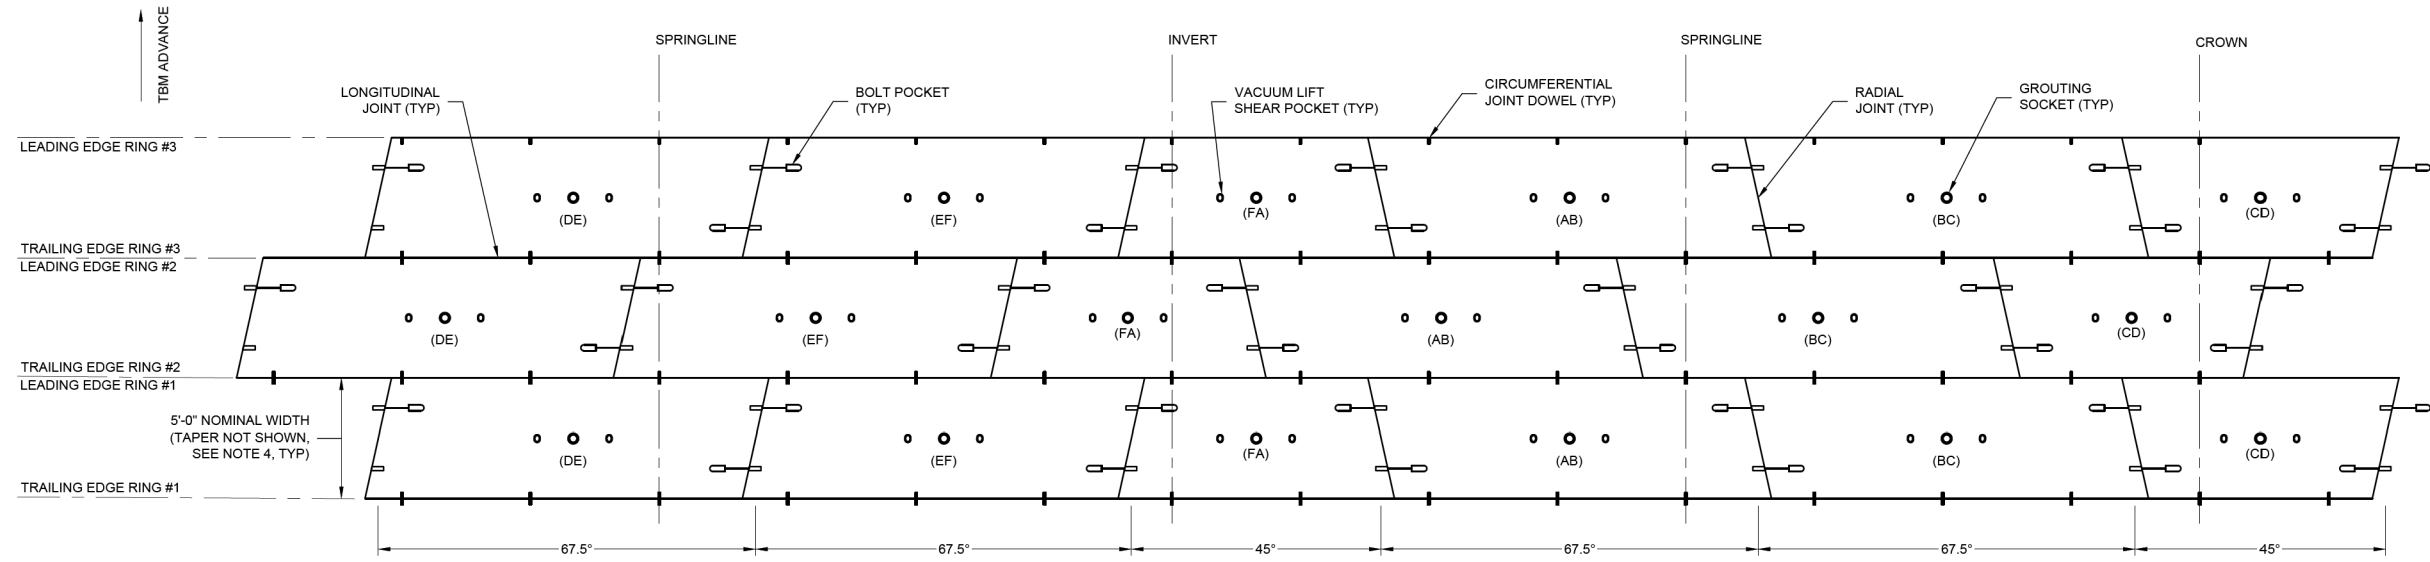 TBM ADVANCE
SPRINGLINE
INVERT
SPRINGLINE
CROWN
LONGITUDINAL
JOINT (TYP)
BOLT POCKET
(TYP)
VACUUM LIFT
SHEAR POCKET (TYP)
CIRCUMFERENTIAL
JOINT DOWEL (TYP)
RADIAL
JOINT (TYP)
GROUTING
SOCKET (TYP)
LEADING EDGE RING #3
(DE)
(EF)
(FA)
(AB)
(BC)
(CD)
TRAILING EDGE RING #3
LEADING EDGE RING #2
(DE)
(EF)
(FA)
(AB)
(BC)
(CD)
TRAILING EDGE RING #2
LEADING EDGE RING #1
5'-0" NOMINAL WIDTH
(TAPER NOT SHOWN,
SEE NOTE 4, TYP)
(DE)
(EF)
(FA)
(AB)
(BC)
(CD)
TRAILING EDGE RING #1
67.5°
67.5°
45°
67.5°
67.5°
45°